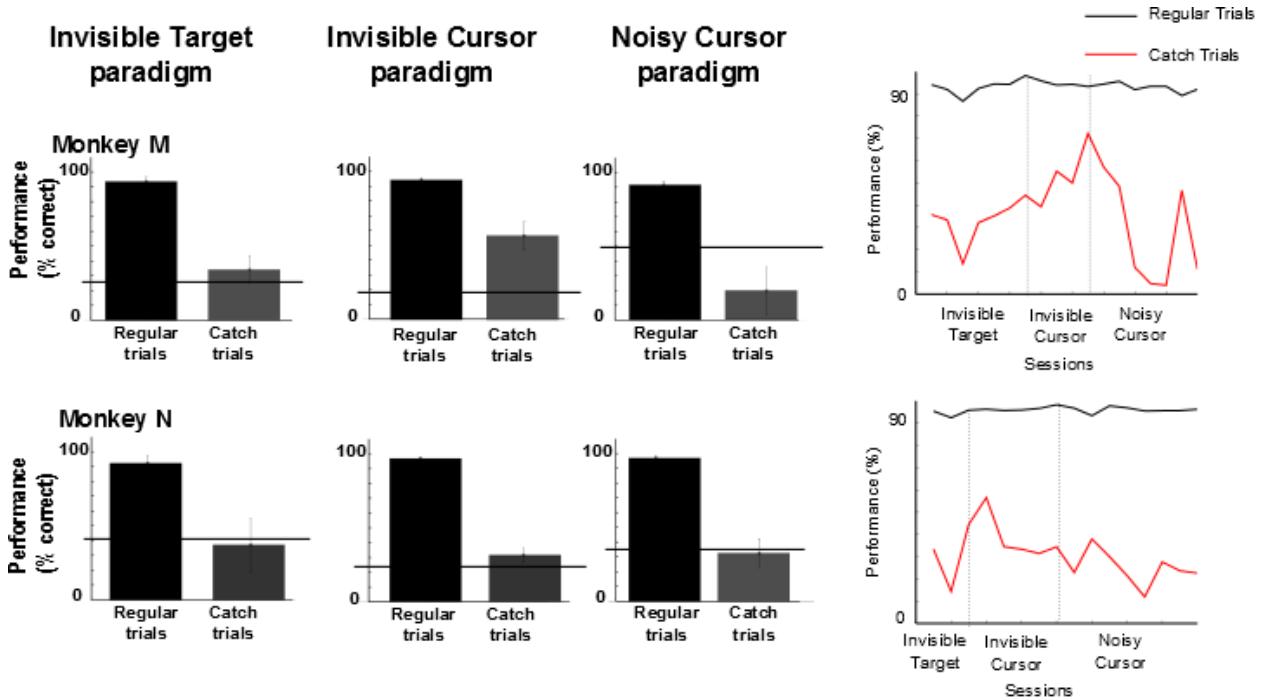 Invisible Target
paradigm
Invisible Cursor
paradigm
Noisy Cursor
paradigm
Regular Trials
Catch Trials
Monkey M
Performance
(% correct)
100
0
Regular
trials
Catch
trials
100
0
Regular
trials
Catch
trials
100
0
Regular
trials
Catch
trials
Performance (%)
90
0
Invisible
Target
Invisible
Cursor
Noisy
Cursor
Sessions
Monkey N
Performance
(% correct)
100
0
Regular
trials
Catch
trials
100
0
Regular
trials
Catch
trials
100
0
Regular
trials
Catch
trials
Performance (%)
90
0
Invisible
Target
Invisible
Cursor
Noisy
Cursor
Sessions